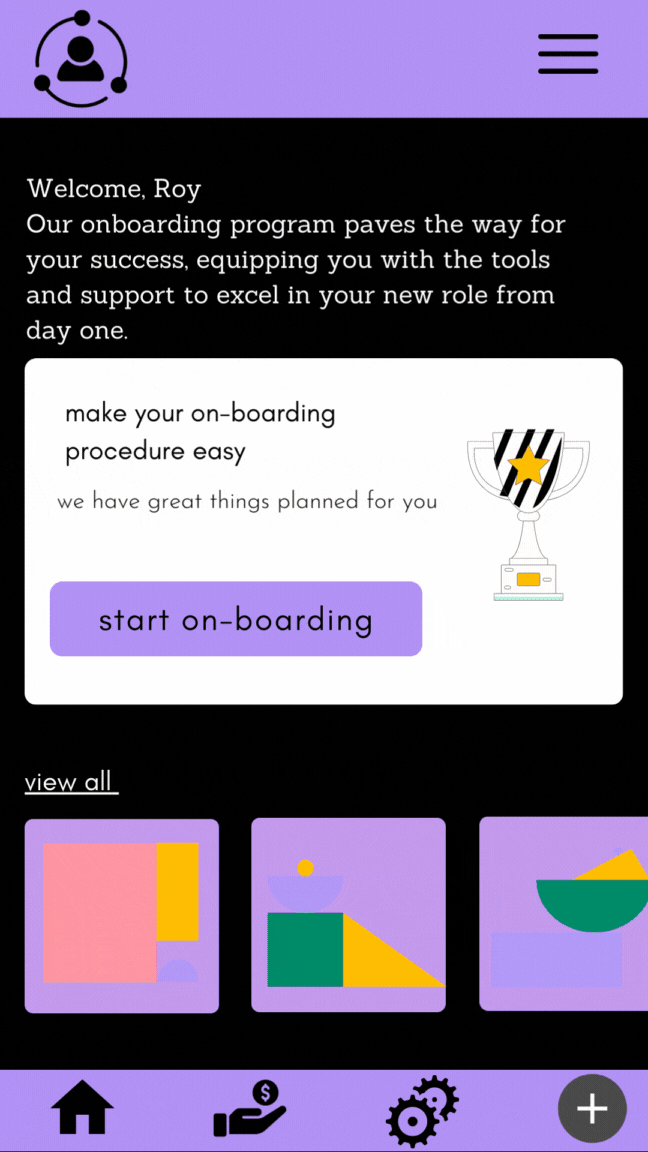 Welcome, Roy
Our onboarding program paves the way for
your success, equipping you with the tools
and support to excel in your new role from
day one.
make your on-boarding
procedure easy
we have great things planned for you
start on-boarding
view all